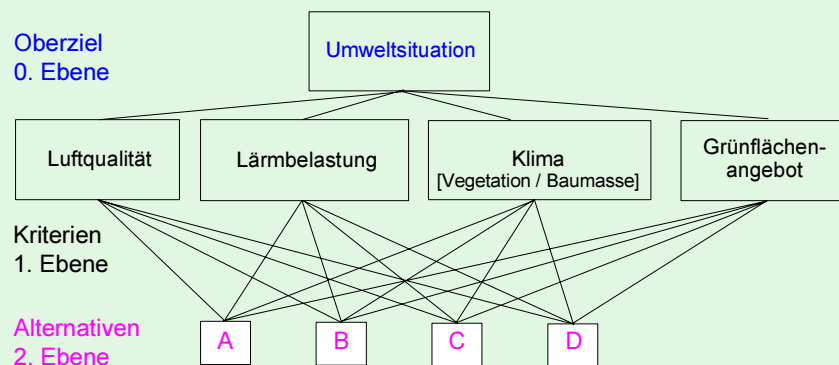 Oberziel
0. Ebene
Umweltsituation
Luftqualität
Lärmbelastung
Klima
[Vegetation / Baumasse]
Grünflächen-
angebot
Kriterien
1. Ebene
Alternativen
2. Ebene
A
B
C
D